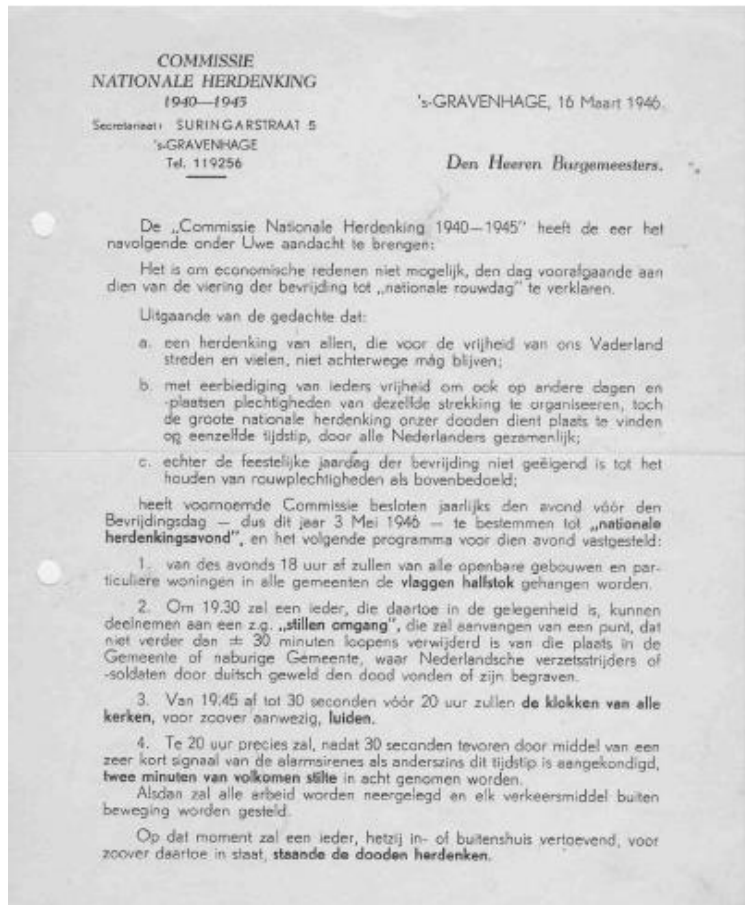 COMMISSIE
NATIONALE HERDENKING
1940—1945
Secretariaat: SURINGARSTRAAT 5
's-GRAVENHAGE
Tel. 119256
's-GRAVENHAGE, 16 Maart 1946.
Den Heeren Burgemeesters.
De „Commissie Nationale Herdenking 1940—1945" heeft de eer het
navolgende onder Uwe aandacht te brengen:
Het is om economische redenen niet mogelijk, den dag voorafgaande aan
dien van de viering der bevrijding tot „nationale rouwdag" te verklaren.
Uitgaande van de gedachte dat:
a. een herdenking van allen, die voor de vrijheid van ons Vaderland
streden en vielen, niet achterwege mág blijven;
b. met eerbiediging van ieders vrijheid om ook op andere dagen en
-plaatsen plechtigheden van dezelfde strekking te organiseeren, toch
de groote nationale herdenking onzer dooden dient plaats te vinden
op eenzelfde tijdstip, door alle Nederlanders gezamenlijk;
c. echter de feestelijke jaardag der bevrijding niet geëigend is tot het
houden van rouwplechtigheden als bovenbedoeld;
heeft voornoemde Commissie besloten jaarlijks den avond vóór den
Bevrijdingsdag — dus dit jaar 3 Mei 1946 — te bestemmen tot „nationale
herdenkingsavond", en het volgende programma voor dien avond vastgesteld:
1. van des avonds 18 uur af zullen van alle openbare gebouwen en par-
ticuliere woningen in alle gemeenten de vlaggen halfstok gehangen worden.
2. Om 19.30 zal een ieder, die daartoe in de gelegenheid is, kunnen
deelnemen aan een z.g. „stillen omgang", die zal aanvangen van een punt, dat
niet verder dan ± 30 minuten loopens verwijderd is van die plaats in de
Gemeente of naburige Gemeente, waar Nederlandsche verzetsstrijders of
-soldaten door duitsch geweld den dood vonden of zijn begraven.
3. Van 19.45 af tot 30 seconden vóór 20 uur zullen de klokken van alle
kerken, voor zoover aanwezig, luiden.
4. Te 20 uur precies zal, nadat 30 seconden tevoren door middel van een
zeer kort signaal van de alarmsirenes als anderszins dit tijdstip is aangekondigd,
twee minuten van volkomen stilte in acht genomen worden.
Alsdan zal alle arbeid worden neergelegd en elk verkeersmiddel buiten
beweging worden gesteld.
Op dat moment zal een ieder, hetzij in- of buitenshuis vertoevend, voor
zoover daartoe in staat, staande de dooden herdenken.